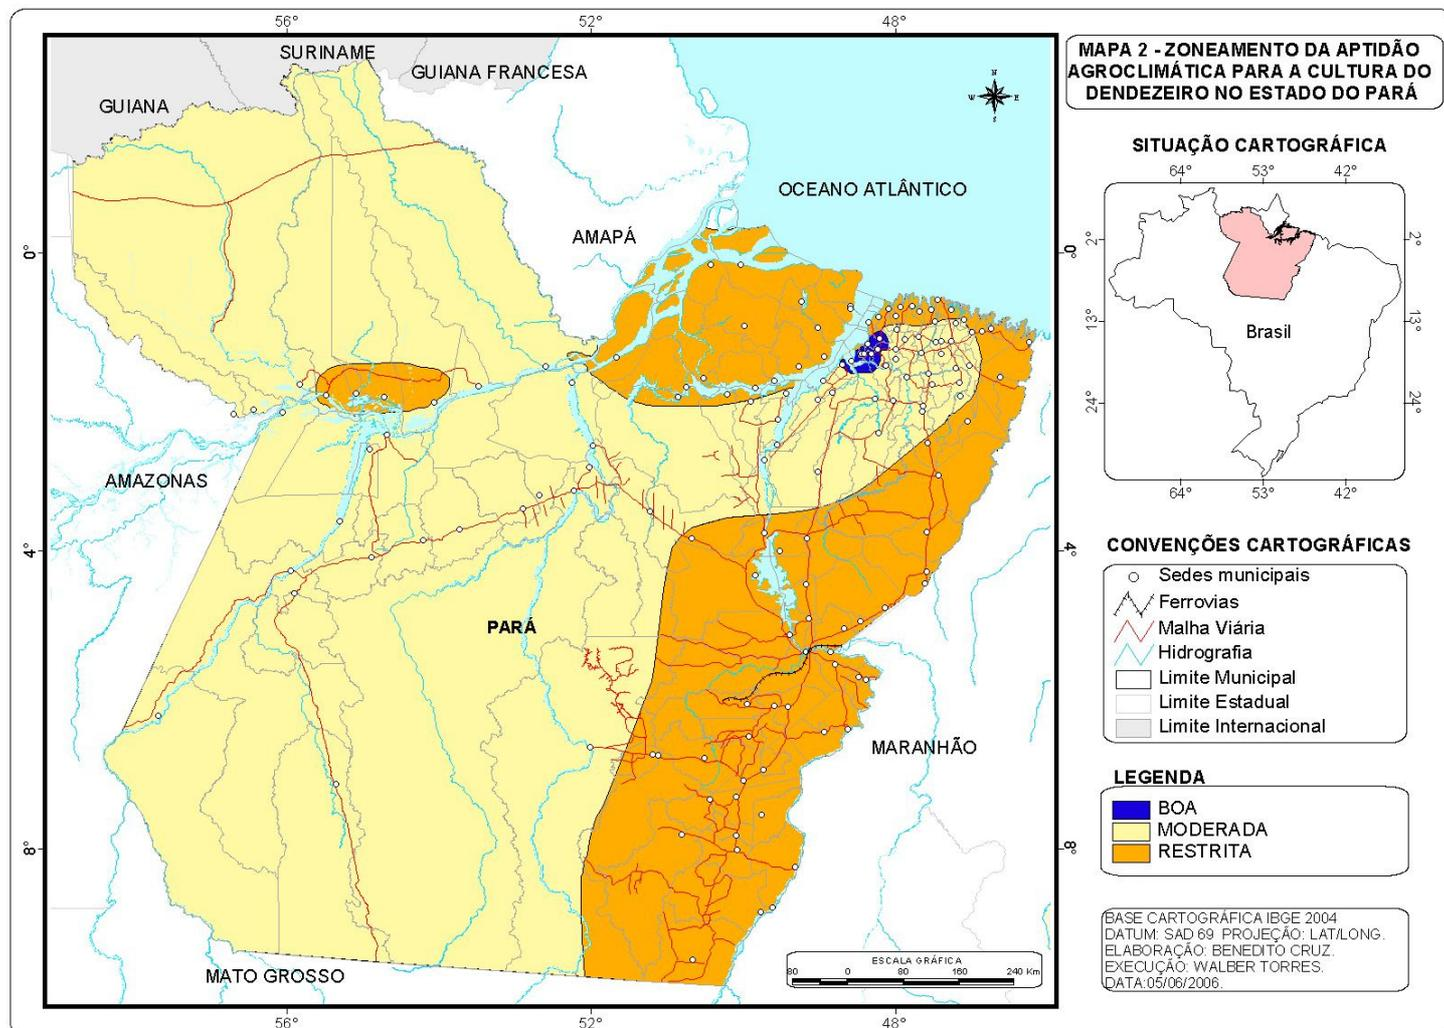 56°
52°
48°
SURINAME
GUIANA FRANCESA
GUIANA
OCEANO ATLÂNTICO
AMAPÁ
0°
0°
AMAZONAS
4°
4°
PARÁ
MARANHÃO
8°
8°
MATO GROSSO
ESCALA GRÁFICA
80 0 80 160 240 Km
56°
52°
48°
N
W E
S
MAPA 2 - ZONEAMENTO DA APTIDÃO
AGROCLIMÁTICA PARA A CULTURA DO
DENDEZEIRO NO ESTADO DO PARÁ
SITUAÇÃO CARTOGRÁFICA
64° 53° 42°
2° 2°
13° 13°
Brasil
24° 24°
64° 53° 42°
CONVENÇÕES CARTOGRÁFICAS
Sedes municipais
Ferrovias
Malha Viária
Hidrografia
Limite Municipal
Limite Estadual
Limite Internacional
LEGENDA
BOA
MODERADA
RESTRITA
BASE CARTOGRÁFICA IBGE 2004
DATUM: SAD 69 PROJEÇÃO: LAT/LONG.
ELABORAÇÃO: BENEDITO CRUZ.
EXECUÇÃO: WALBER TORRES.
DATA:05/06/2006.